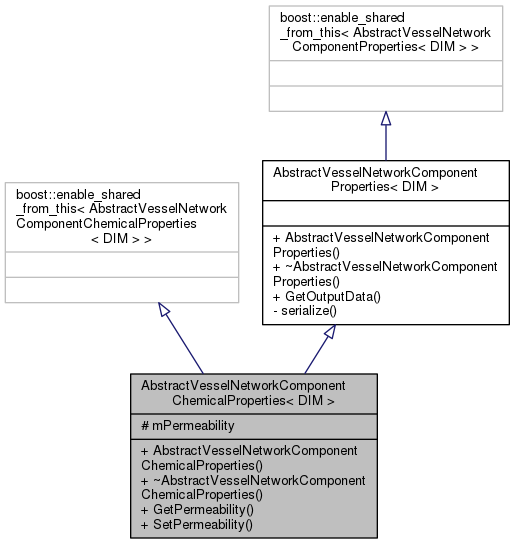 boost::enable_shared
_from_this< AbstractVesselNetwork
ComponentProperties< DIM > >
AbstractVesselNetworkComponent
Properties< DIM >
+ AbstractVesselNetworkComponent
Properties()
+ ~AbstractVesselNetworkComponent
Properties()
+ GetOutputData()
- serialize()
boost::enable_shared
_from_this< AbstractVesselNetwork
ComponentChemicalProperties
< DIM > >
AbstractVesselNetworkComponent
ChemicalProperties< DIM >
# mPermeability
+ AbstractVesselNetworkComponent
ChemicalProperties()
+ ~AbstractVesselNetworkComponent
ChemicalProperties()
+ GetPermeability()
+ SetPermeability()